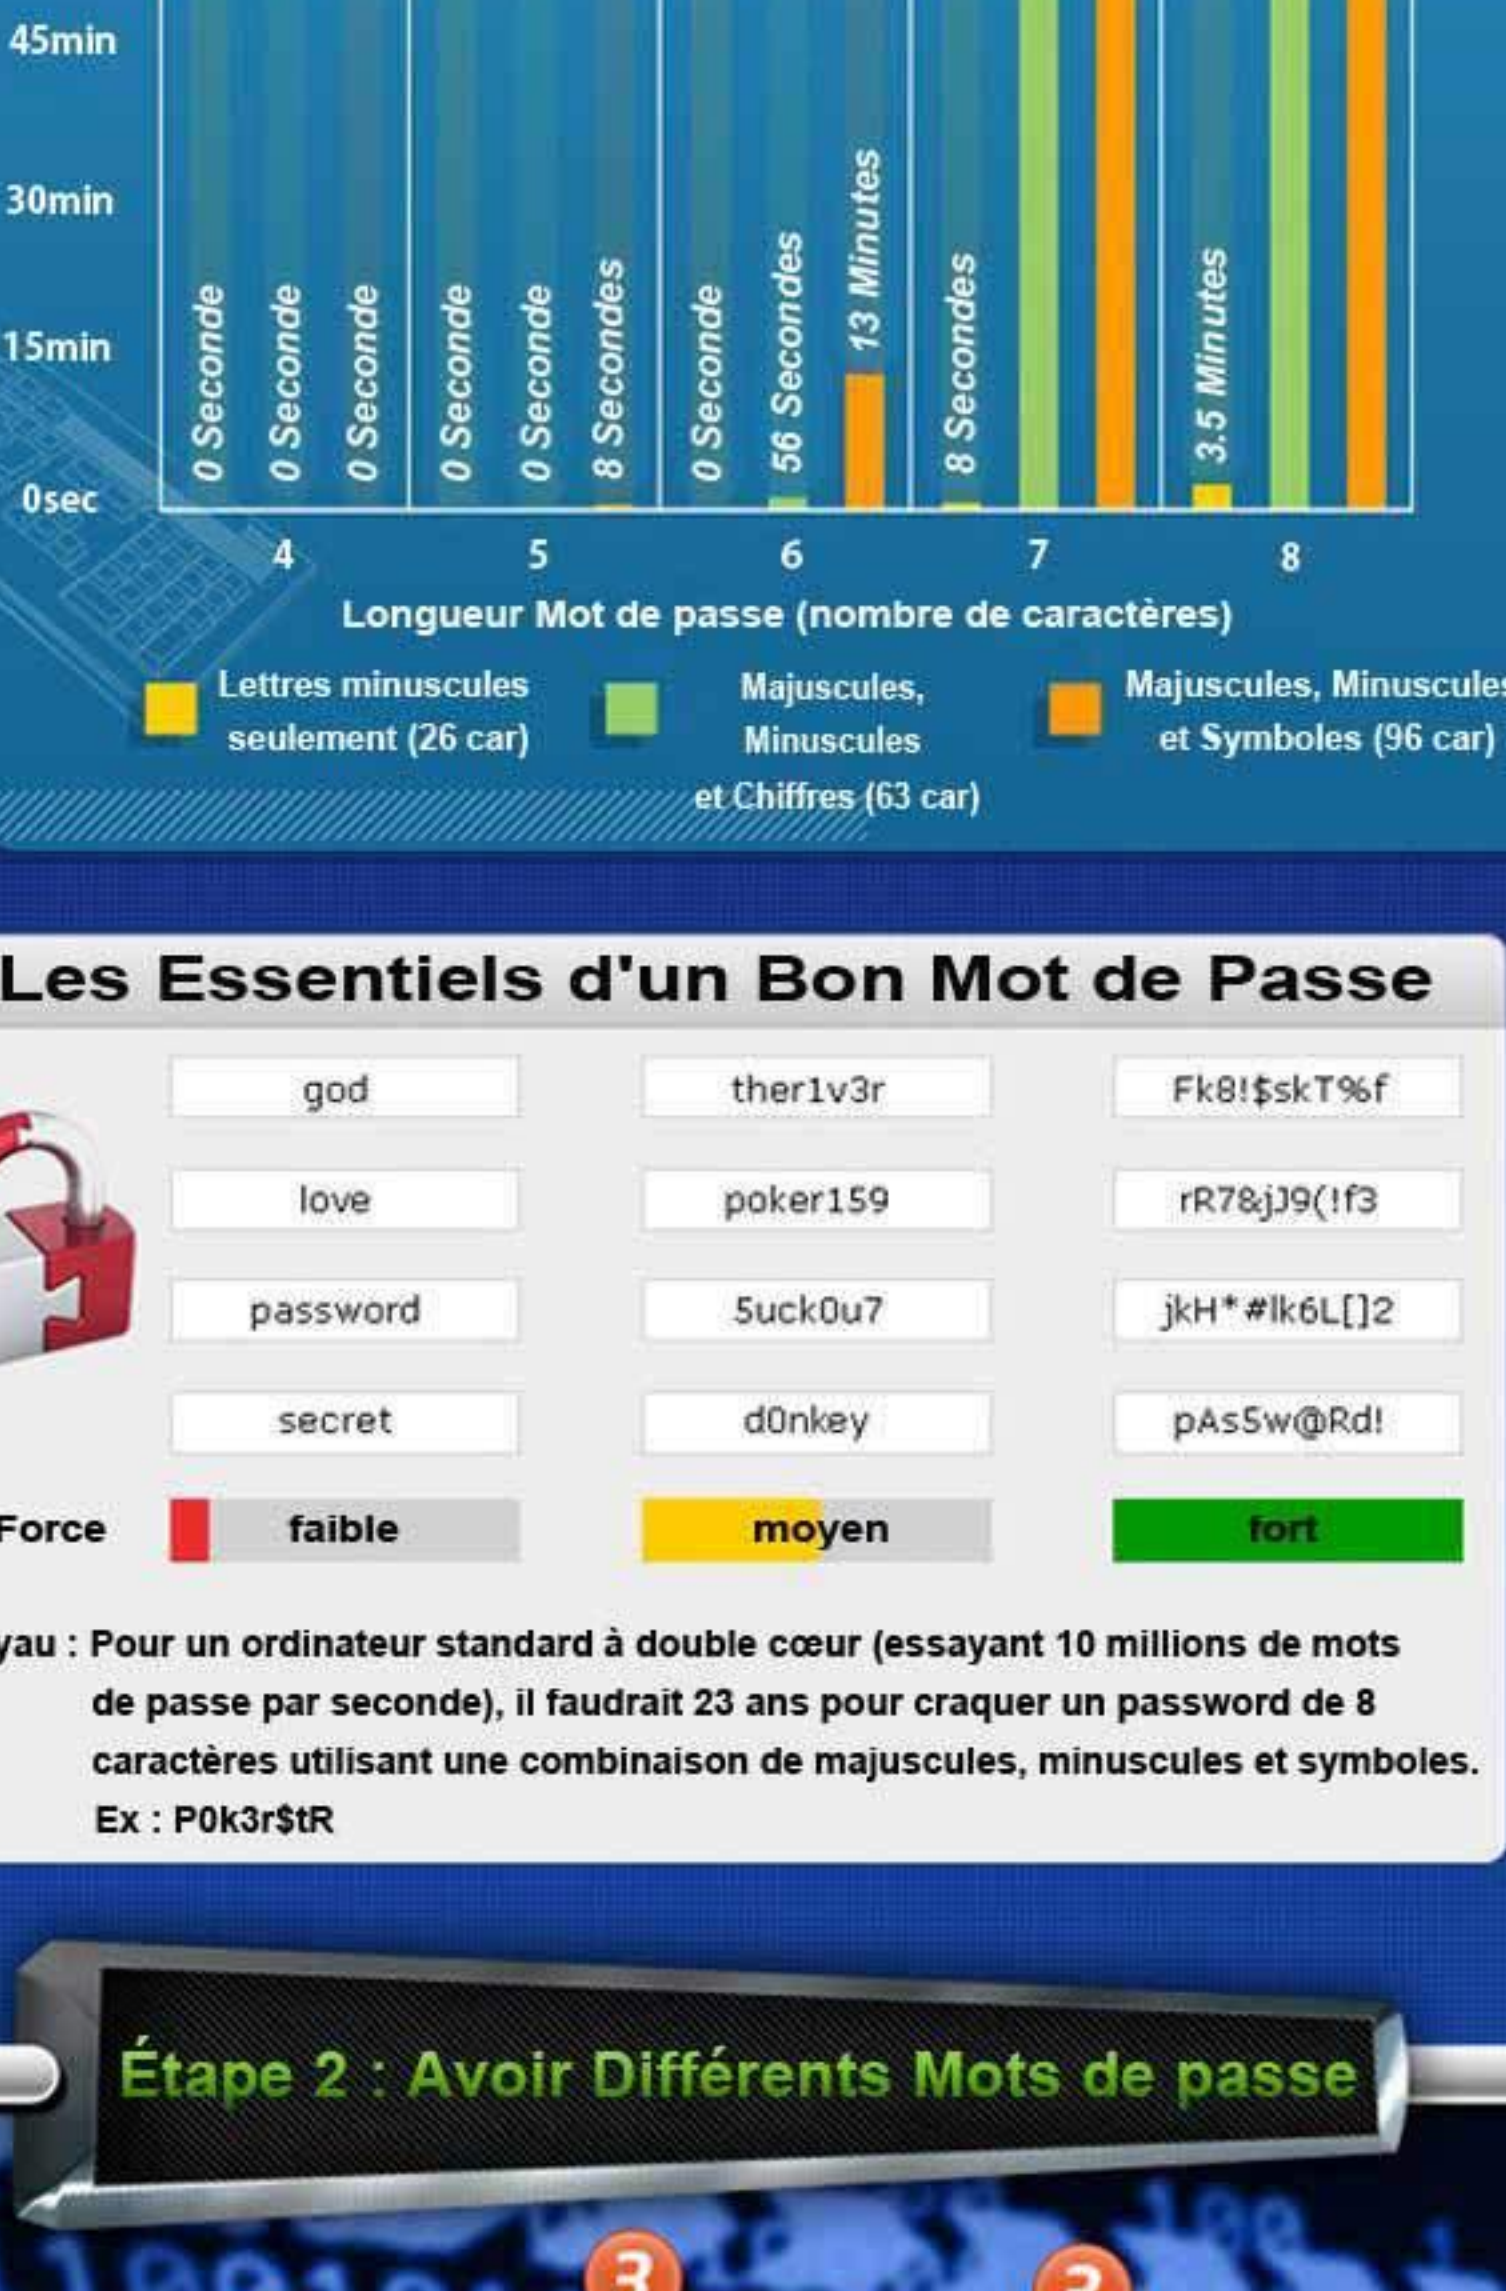 45min
30min
15min
0sec
0 Seconde
0 Seconde
0 Seconde
0 Seconde
0 Seconde
8 Secondes
0 Seconde
56 Secondes
13 Minutes
8 Secondes
3.5 Minutes
4 5 6 7 8
Longueur Mot de passe (nombre de caractères)
Lettres minuscules
seulement (26 car)
Majuscules,
Minuscules
et Chiffres (63 car)
Majuscules, Minuscules
et Symboles (96 car)
Les Essentiels d'un Bon Mot de Passe
god ther1v3r Fk8!$skT%f
love poker159 rR7&jJ9(!f3
password 5uck0u7 jkH*#lk6L[]2
secret d0nkey pAs5w@Rd!
Force faible moyen fort
yau : Pour un ordinateur standard à double cœur (essayant 10 millions de mots
de passe par seconde), il faudrait 23 ans pour craquer un password de 8
caractères utilisant une combinaison de majuscules, minuscules et symboles.
Ex : P0k3r$tR
Étape 2 : Avoir Différents Mots de passe
3